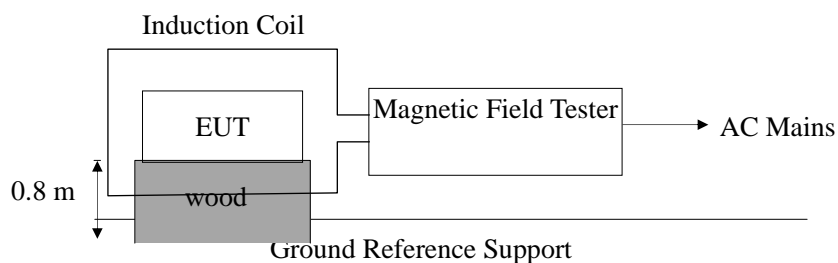 Induction Coil
EUT
Magnetic Field Tester
AC Mains
0.8 m
wood
Ground Reference Support